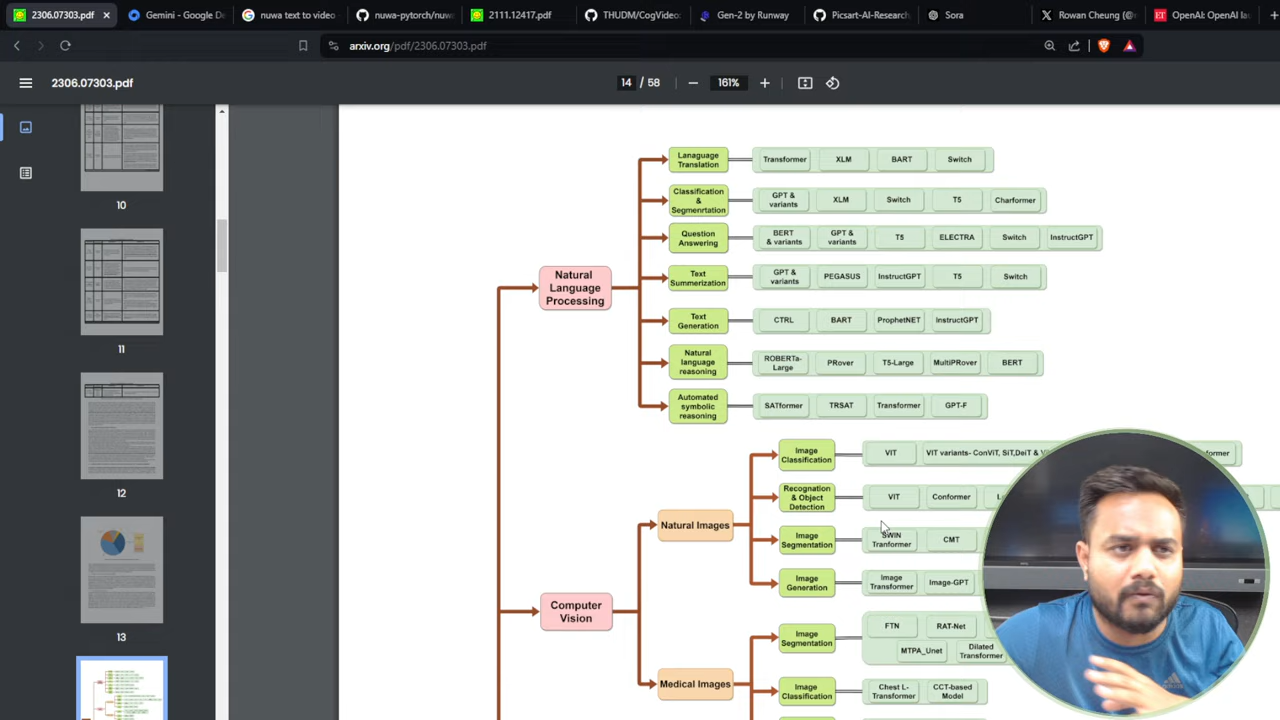 2306.07303.pdf
Gemini - Google De
nuwa text to video
nuwa-pytorch/nuw
2111.12417.pdf
THUDM/CogVideo:
Gen-2 by Runway
Picsart-AI-Research
Sora
Rowan Cheung (@
OpenAI: OpenAI la
arxiv.org/pdf/2306.07303.pdf
2306.07303.pdf
14 / 58
161%
10
11
12
13
Natural
Language
Processing
Lanaguage
Translation
Transformer
XLM
BART
Switch
Classification
&
Segmenrtation
GPT &
variants
XLM
Switch
T5
Charformer
Question
Answering
BERT
& variants
GPT &
variants
T5
ELECTRA
Switch
InstructGPT
Text
Summerization
GPT &
variants
PEGASUS
InstructGPT
T5
Switch
Text
Generation
CTRL
BART
ProphetNET
InstructGPT
Natural
language
reasoning
ROBERTa-
Large
PRover
T5-Large
MultiPRover
BERT
Automated
symbolic
reasoning
SATformer
TRSAT
Transformer
GPT-F
Computer
Vision
Natural Images
Image
Classification
VIT
VIT variants- ConViT, SiT,DeiT & V
former
Recognation
& Object
Detection
ViT
Conformer
Image
Segmentation
SWIN
Tranformer
CMT
Image
Generation
Image
Transformer
Image-GPT
Medical Images
Image
Segmentation
FTN
RAT-Net
MTPA_Unet
Dilated
Transformer
Image
Classification
Chest L-
Transformer
CCT-based
Model